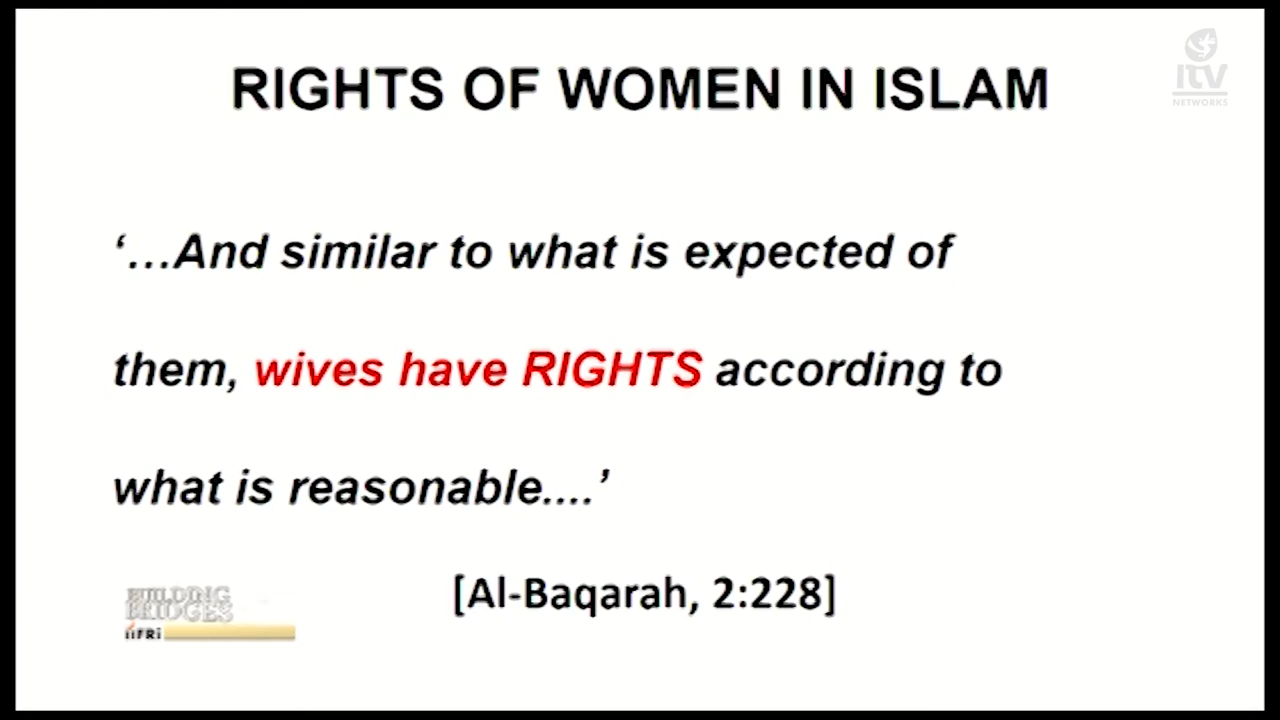 RIGHTS OF WOMEN IN ISLAM
ITV
NETWORKS
‘…And similar to what is expected of
them, wives have RIGHTS according to
what is reasonable....’
[Al-Baqarah, 2:228]
BUILDING
BRIDGES
iFRi